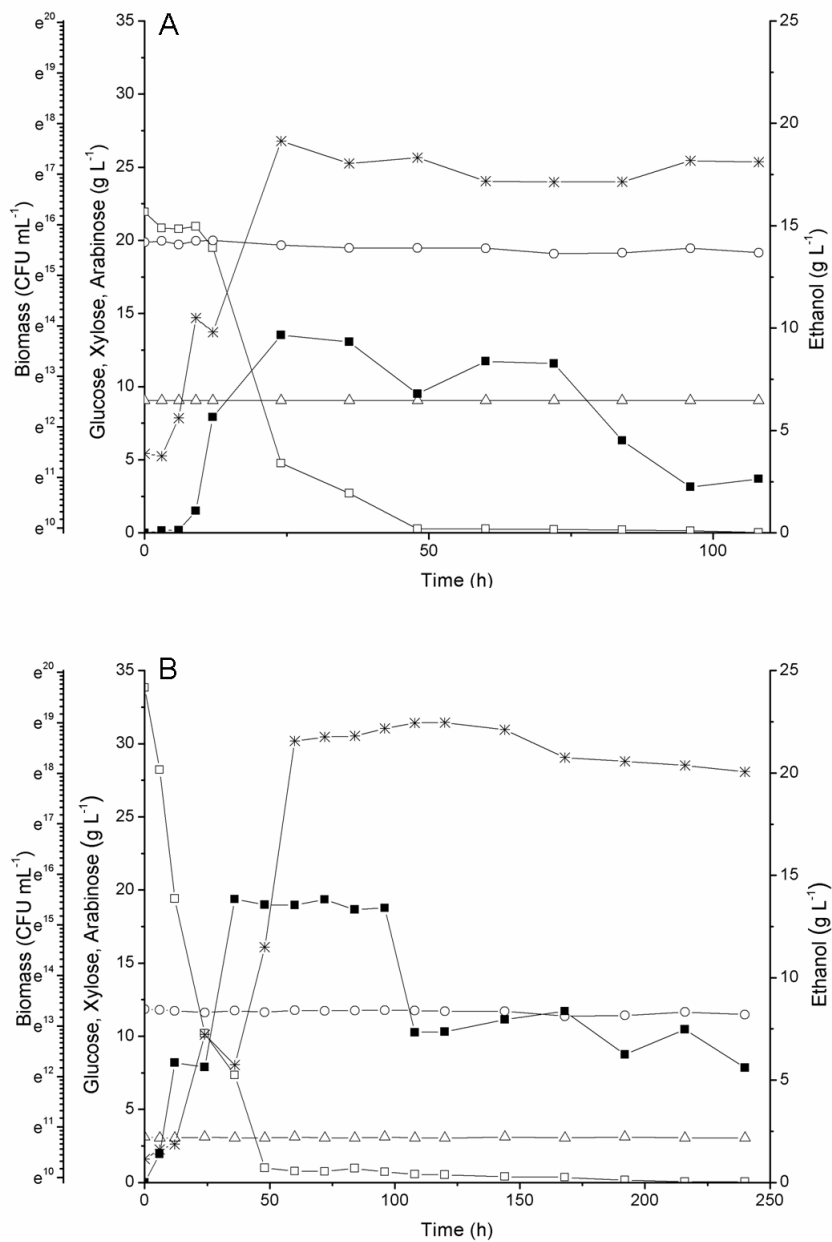 A
Biomass (CFU mL⁻¹)
e²⁰
e¹⁹
e¹⁸
e¹⁷
e¹⁶
e¹⁵
e¹⁴
e¹³
e¹²
e¹¹
e¹⁰
Glucose, Xylose, Arabinose (g L⁻¹)
35
30
25
20
15
10
5
0
Ethanol (g L⁻¹)
25
20
15
10
5
0
0 50 100
Time (h)
B
Biomass (CFU mL⁻¹)
e²⁰
e¹⁹
e¹⁸
e¹⁷
e¹⁶
e¹⁵
e¹⁴
e¹³
e¹²
e¹¹
e¹⁰
Glucose, Xylose, Arabinose (g L⁻¹)
35
30
25
20
15
10
5
0
Ethanol (g L⁻¹)
25
20
15
10
5
0
0 50 100 150 200 250
Time (h)